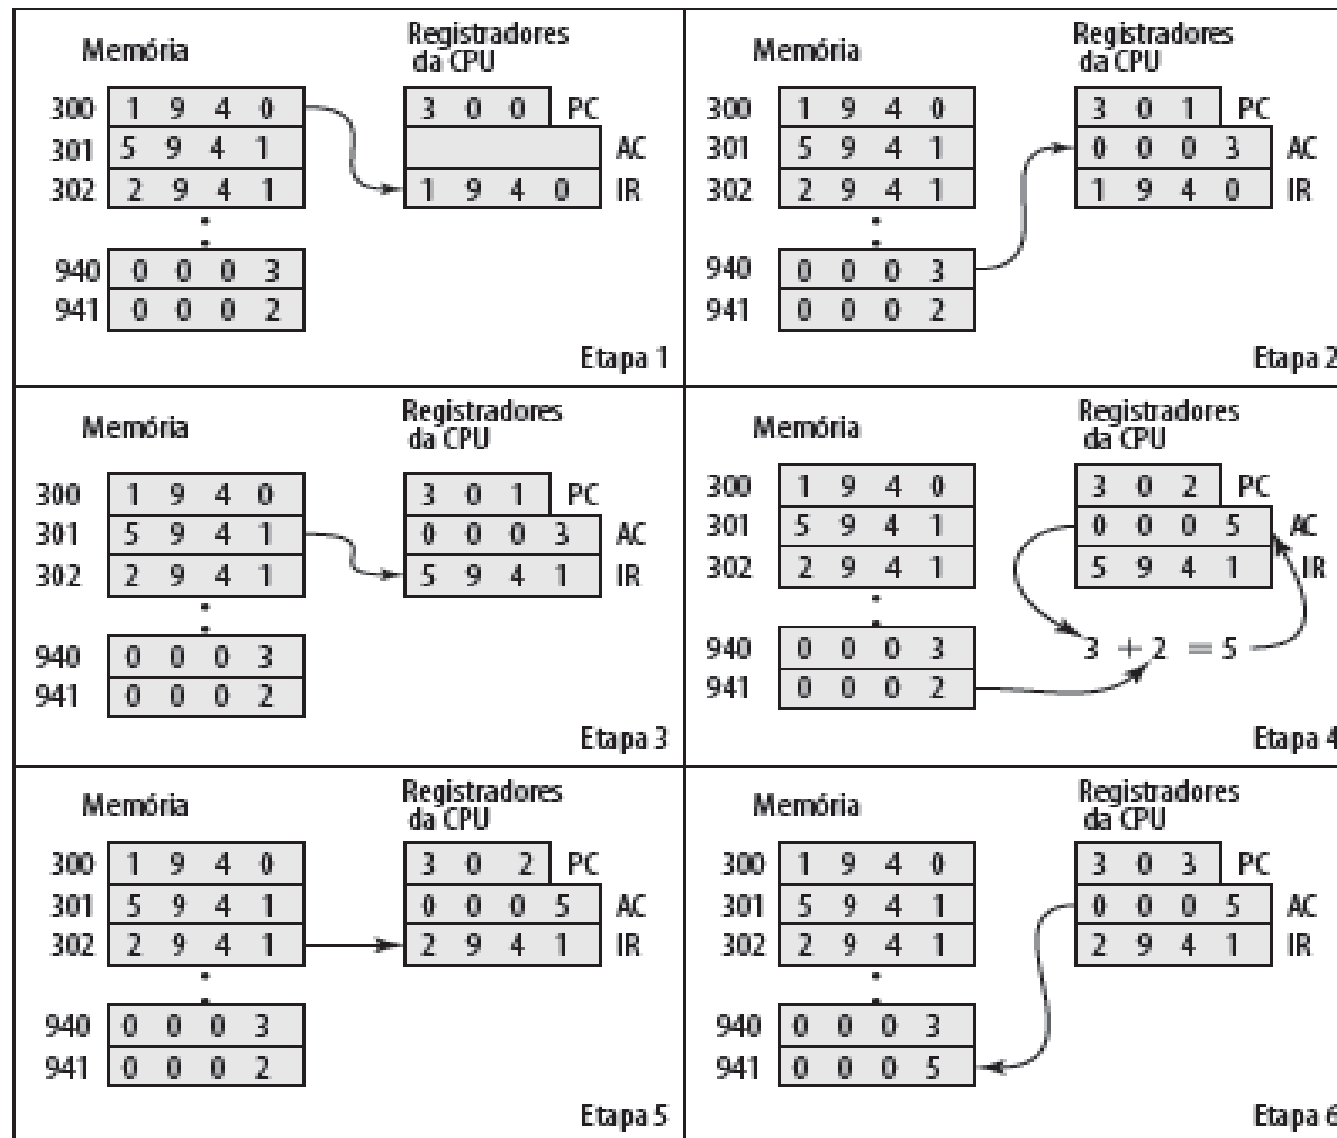 Memória
Registradores
da CPU
300 1 9 4 0 3 0 0 PC
301 5 9 4 1 AC
302 2 9 4 1 1 9 4 0 IR
940 0 0 0 3
941 0 0 0 2
Etapa 1
Memória
Registradores
da CPU
300 1 9 4 0 3 0 1 PC
301 5 9 4 1 0 0 0 3 AC
302 2 9 4 1 1 9 4 0 IR
940 0 0 0 3
941 0 0 0 2
Etapa 2
Memória
Registradores
da CPU
300 1 9 4 0 3 0 1 PC
301 5 9 4 1 0 0 0 3 AC
302 2 9 4 1 5 9 4 1 IR
940 0 0 0 3
941 0 0 0 2
Etapa 3
Memória
Registradores
da CPU
300 1 9 4 0 3 0 2 PC
301 5 9 4 1 0 0 0 5 AC
302 2 9 4 1 5 9 4 1 IR
940 0 0 0 3 3 + 2 = 5
941 0 0 0 2
Etapa 4
Memória
Registradores
da CPU
300 1 9 4 0 3 0 2 PC
301 5 9 4 1 0 0 0 5 AC
302 2 9 4 1 2 9 4 1 IR
940 0 0 0 3
941 0 0 0 2
Etapa 5
Memória
Registradores
da CPU
300 1 9 4 0 3 0 3 PC
301 5 9 4 1 0 0 0 5 AC
302 2 9 4 1 2 9 4 1 IR
940 0 0 0 3
941 0 0 0 5
Etapa 6